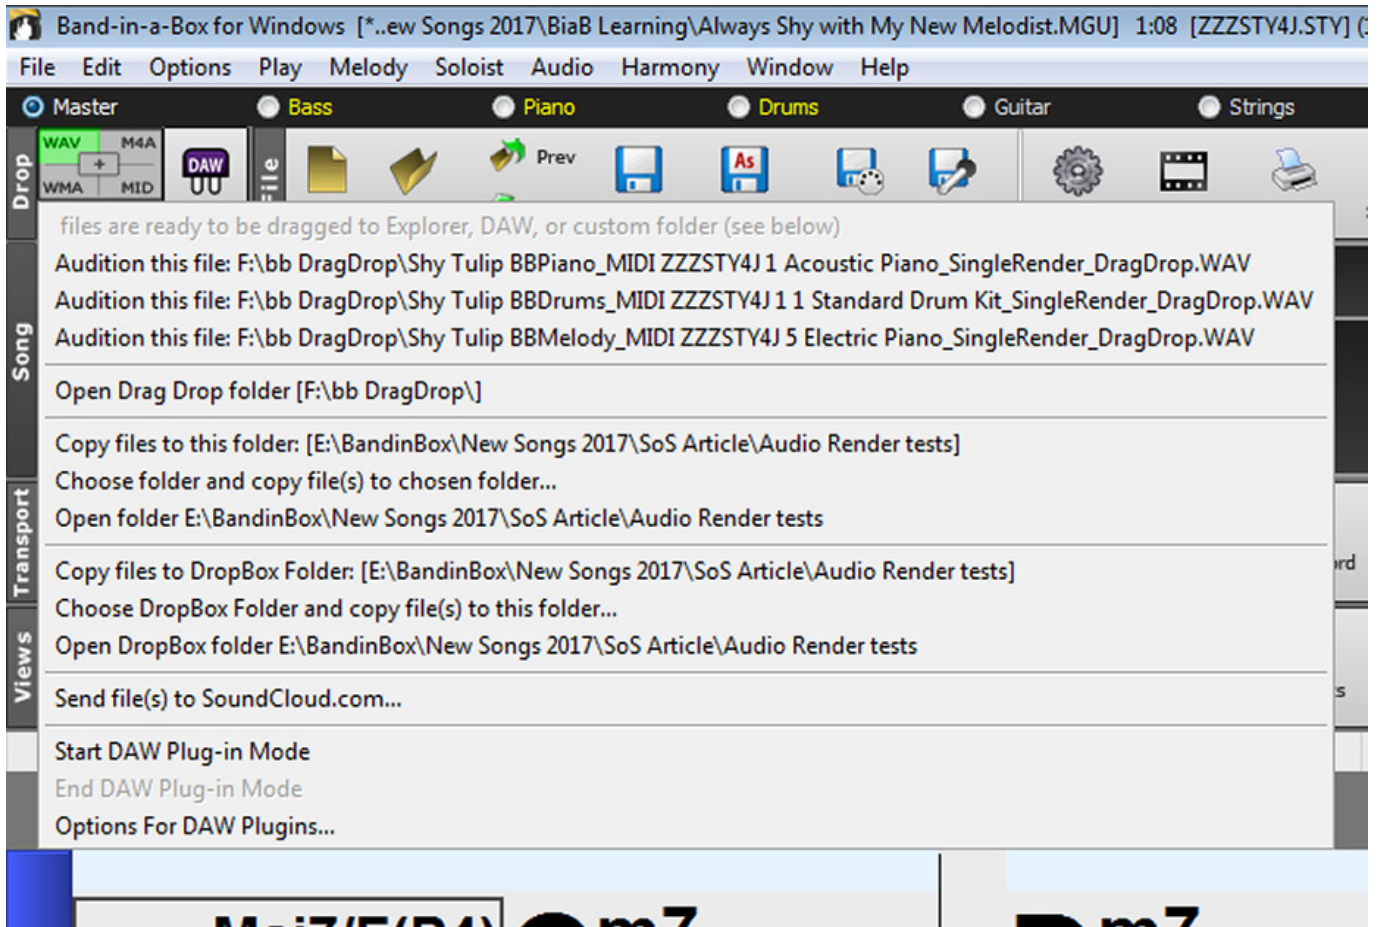 Band-in-a-Box for Windows [*..ew Songs 2017\BiaB Learning\Always Shy with My New Melodist.MGU] 1:08 [ZZZSTY4J.STY]
File Edit Options Play Melody Soloist Audio Harmony Window Help
Master Bass Piano Drums Guitar Strings
Drop
WAV M4A
WMA MID
DAW
File
Prev
As
files are ready to be dragged to Explorer, DAW, or custom folder (see below)
Audition this file: F:\bb DragDrop\Shy Tulip BBPiano_MIDI ZZZSTY4J 1 Acoustic Piano_SingleRender_DragDrop.WAV
Audition this file: F:\bb DragDrop\Shy Tulip BBDrums_MIDI ZZZSTY4J 1 1 Standard Drum Kit_SingleRender_DragDrop.WAV
Audition this file: F:\bb DragDrop\Shy Tulip BBMelody_MIDI ZZZSTY4J 5 Electric Piano_SingleRender_DragDrop.WAV
Song
Open Drag Drop folder [F:\bb DragDrop\]
Copy files to this folder: [E:\BandinBox\New Songs 2017\SoS Article\Audio Render tests]
Choose folder and copy file(s) to chosen folder...
Open folder E:\BandinBox\New Songs 2017\SoS Article\Audio Render tests
Transport
Copy files to DropBox Folder: [E:\BandinBox\New Songs 2017\SoS Article\Audio Render tests]
Choose DropBox Folder and copy file(s) to this folder...
Open DropBox folder E:\BandinBox\New Songs 2017\SoS Article\Audio Render tests
Views
Send file(s) to SoundCloud.com...
Start DAW Plug-in Mode
End DAW Plug-in Mode
Options For DAW Plugins...